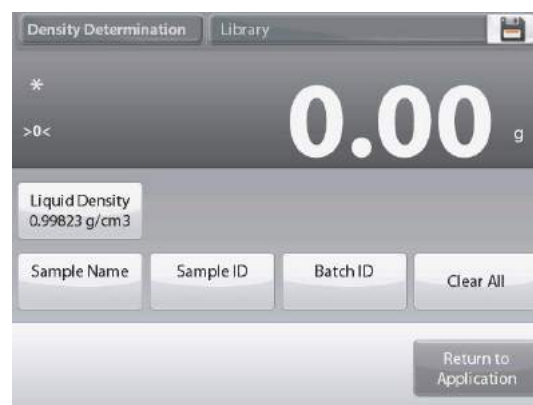 Density Determination Library
*
>0< 0.00 g
Liquid Density
0.99823 g/cm3
Sample Name Sample ID Batch ID Clear All
Return to
Application